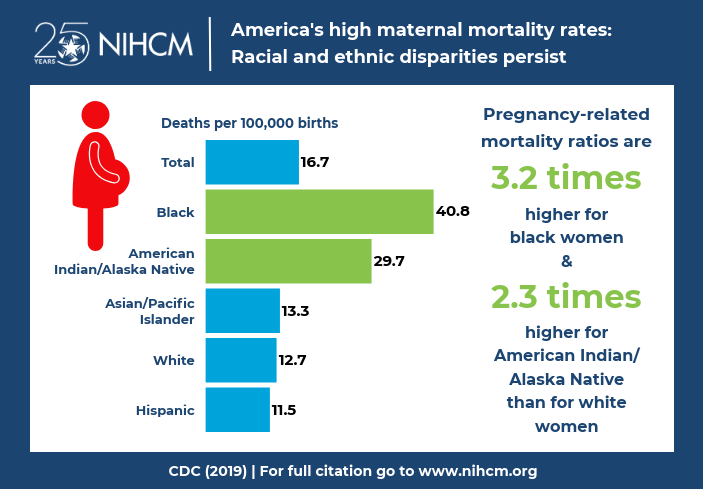 25
YEARS
NIHCM
America's high maternal mortality rates:
Racial and ethnic disparities persist
Deaths per 100,000 births
Total 16.7
Black 40.8
American
Indian/Alaska Native 29.7
Asian/Pacific
Islander 13.3
White 12.7
Hispanic 11.5
Pregnancy-related
mortality ratios are
3.2 times
higher for
black women
&
2.3 times
higher for
American Indian/
Alaska Native
than for white
women
CDC (2019) | For full citation go to www.nihcm.org